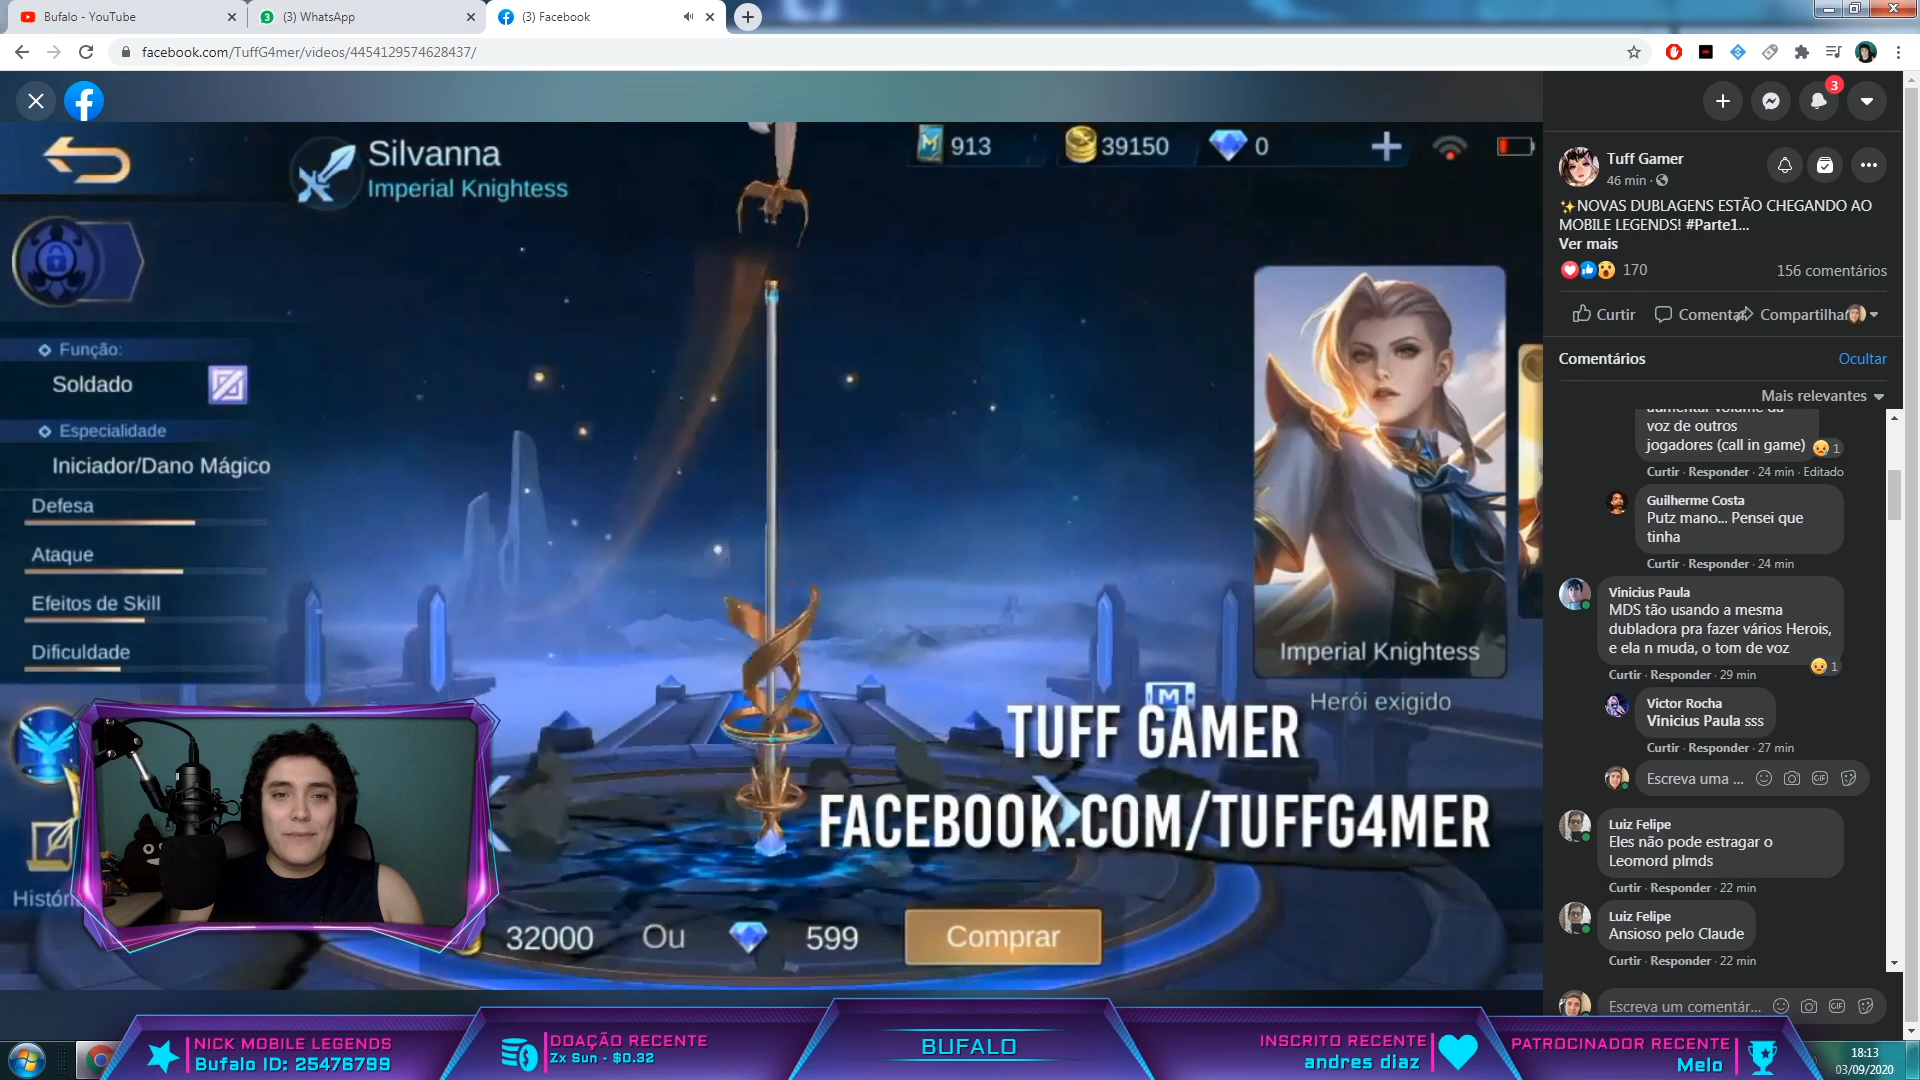 Bufalo - YouTube
(3) WhatsApp
(3) Facebook
facebook.com/TuffG4mer/videos/4454129574628437/
Silvanna
Imperial Knightess
913
39150
0
Função:
Soldado
Especialidade
Iniciador/Dano Mágico
Defesa
Ataque
Efeitos de Skill
Dificuldade
Imperial Knightess
Herói exigido
TUFF GAMER
FACEBOOK.COM/TUFFG4MER
32000
Ou
599
Comprar
3
Tuff Gamer
46 min ·
✨NOVAS DUBLAGENS ESTÃO CHEGANDO AO
MOBILE LEGENDS! #Parte1...
Ver mais
170
156 comentários
Curtir
Comentar
Compartilhar
Comentários
Ocultar
Mais relevantes
aumentar volume da
voz de outros
jogadores (call in game)
1
Curtir · Responder · 24 min · Editado
Guilherme Costa
Putz mano... Pensei que
tinha
Curtir · Responder · 24 min
Vinicius Paula
MDS tão usando a mesma
dubladora pra fazer vários Herois,
e ela n muda, o tom de voz
1
Curtir · Responder · 29 min
Victor Rocha
Vinicius Paula sss
Curtir · Responder · 27 min
Escreva uma ...
GIF
Luiz Felipe
Eles não pode estragar o
Leomord plmds
Curtir · Responder · 22 min
Luiz Felipe
Ansioso pelo Claude
Curtir · Responder · 22 min
Escreva um comentár...
GIF
NICK MOBILE LEGENDS
Bufalo ID: 25476799
DOAÇÃO RECENTE
Zx Sun - $0.32
BUFALO
INSCRITO RECENTE
andres diaz
PATROCINADOR RECENTE
Melo
18:13
03/09/2020